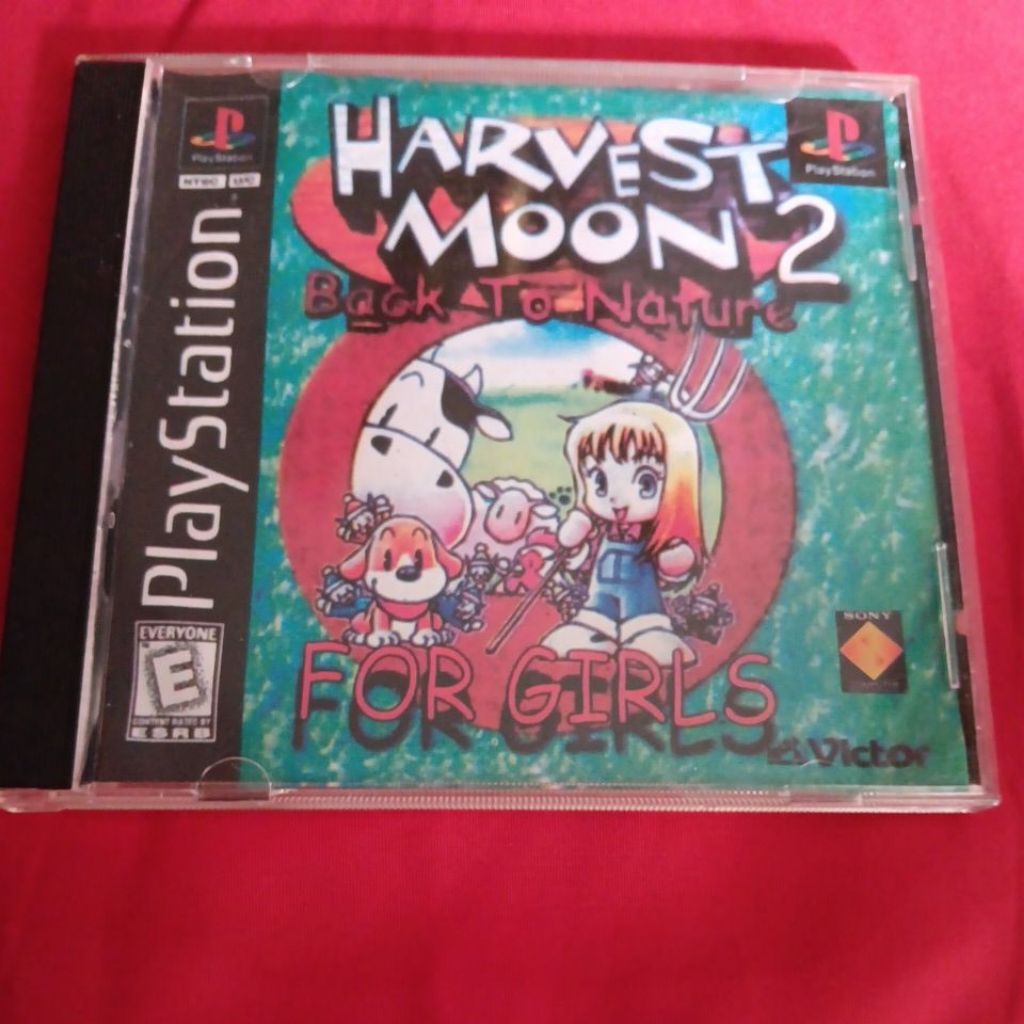 PlayStation
NTSC U/C
PlayStation
EVERYONE
E
CONTENT RATED BY
ESRB
HARVEST
MOON 2
Back To Nature
FOR GIRLS
PlayStation
SONY
Victor